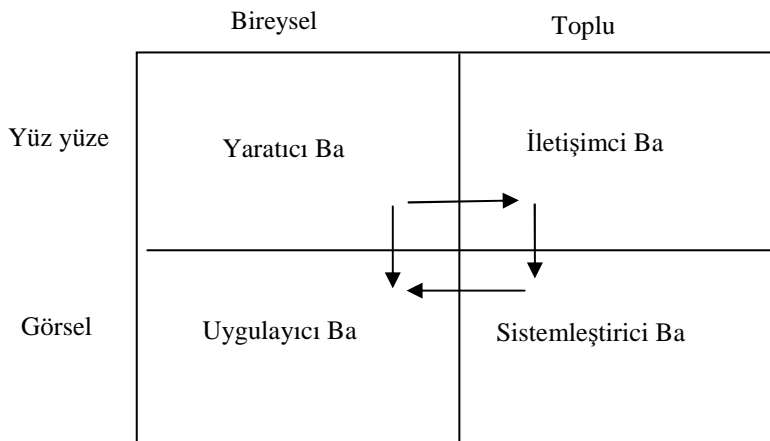 Bireysel
Toplu
Yüz yüze
Yaratıcı Ba
İletişimci Ba
Görsel
Uygulayıcı Ba
Sistemleştirici Ba